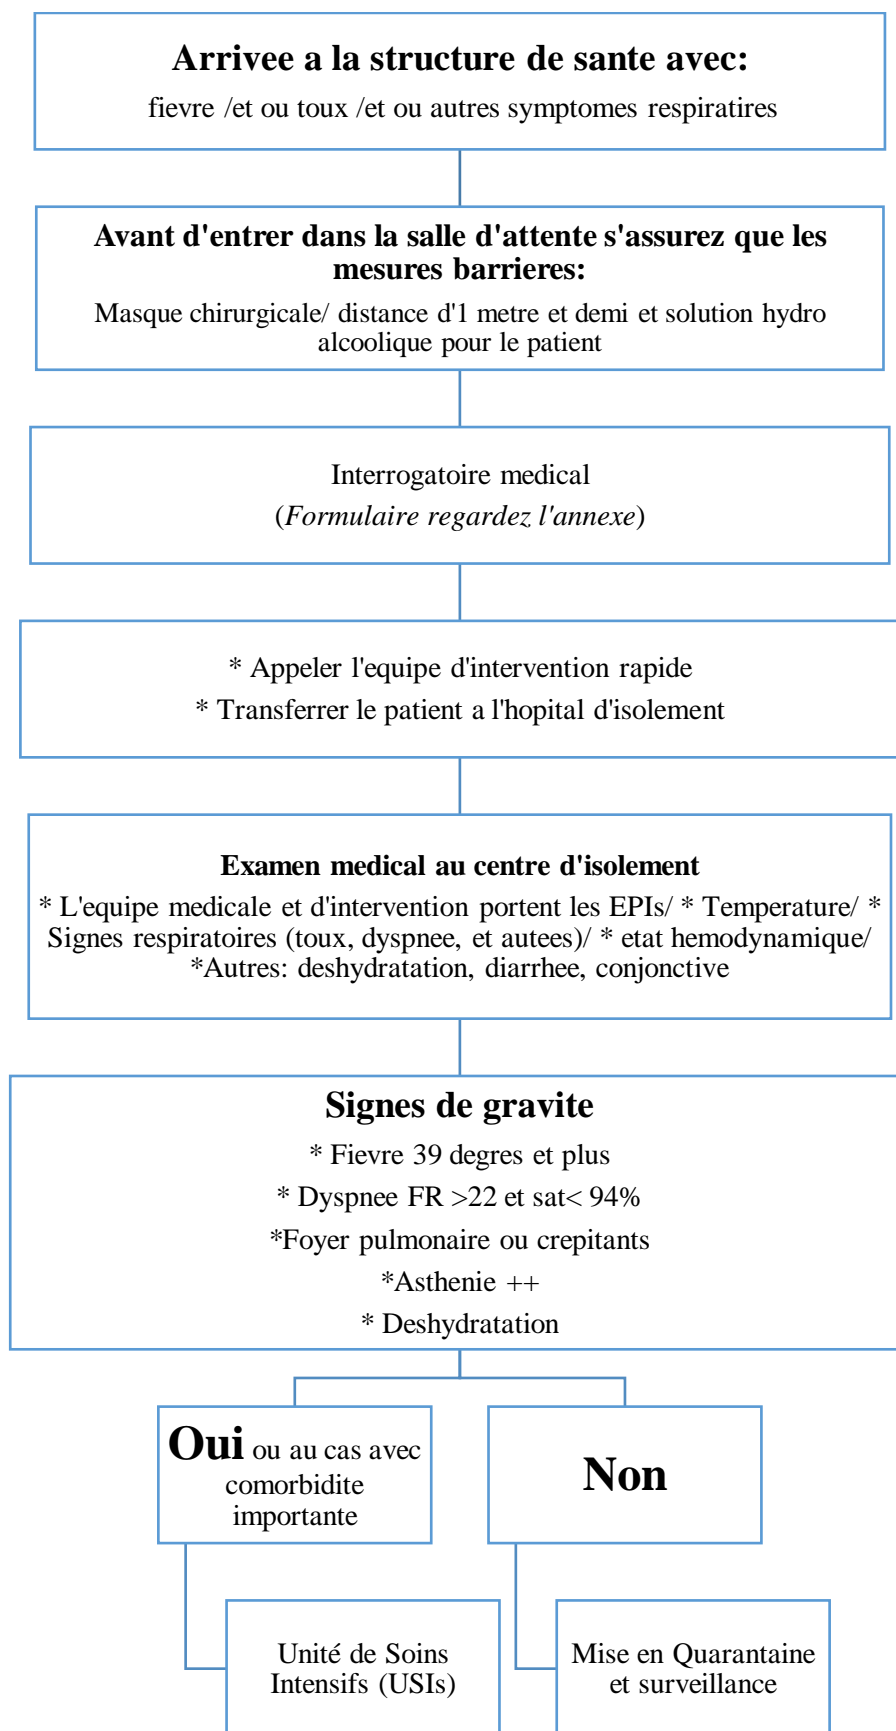 Arrivee a la structure de sante avec:
fievre /et ou toux /et ou autres symptomes respiratires
Avant d'entrer dans la salle d'attente s'assurez que les
mesures barrieres:
Masque chirurgicale/ distance d'1 metre et demi et solution hydro
alcoolique pour le patient
Interrogatoire medical
(Formulaire regardez l'annexe)
* Appeler l'equipe d'intervention rapide
* Transferrer le patient a l'hopital d'isolement
Examen medical au centre d'isolement
* L'equipe medicale et d'intervention portent les EPIs/ * Temperature/ *
Signes respiratoires (toux, dyspnee, et autees)/ * etat hemodynamique/
*Autres: deshydratation, diarrhee, conjonctive
Signes de gravite
* Fievre 39 degres et plus
* Dyspnee FR >22 et sat< 94%
*Foyer pulmonaire ou crepitants
*Asthenie ++
* Deshydratation
Oui ou au cas avec
comorbidite
importante
Non
Unité de Soins
Intensifs (USIs)
Mise en Quarantaine
et surveillance